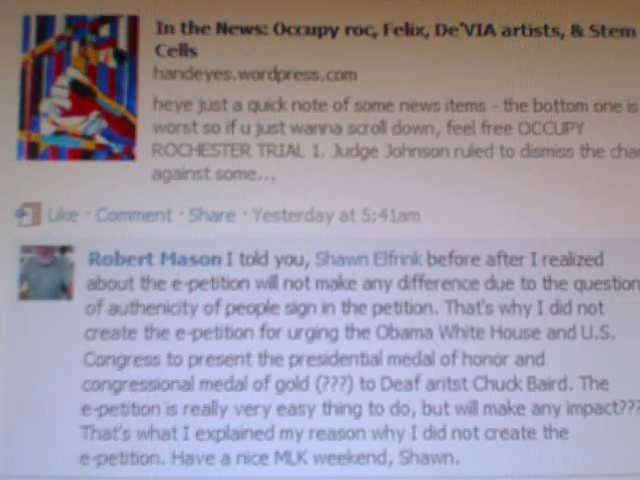 In the News: Occupy roc, Felix, De'VIA artists, & Stem
Cells
handeyes.wordpress.com
heye just a quick note of some news items - the bottom one is
worst so if u just wanna scroll down, feel free OCCUPY
ROCHESTER TRIAL 1. Judge Johnson ruled to dismiss the cha
against some...
Like · Comment · Share · Yesterday at 5:41am
Robert Mason I told you, Shawn Elfrink before after I realized
about the e-petition will not make any difference due to the question
of authenicity of people sign in the petition. That's why I did not
create the e-petition for urging the Obama White House and U.S.
Congress to present the presidential medal of honor and
congressional medal of gold (???) to Deaf aritst Chuck Baird. The
e-petition is really very easy thing to do, but will make any impact???
That's what I explained my reason why I did not create the
e-petition. Have a nice MLK weekend, Shawn.